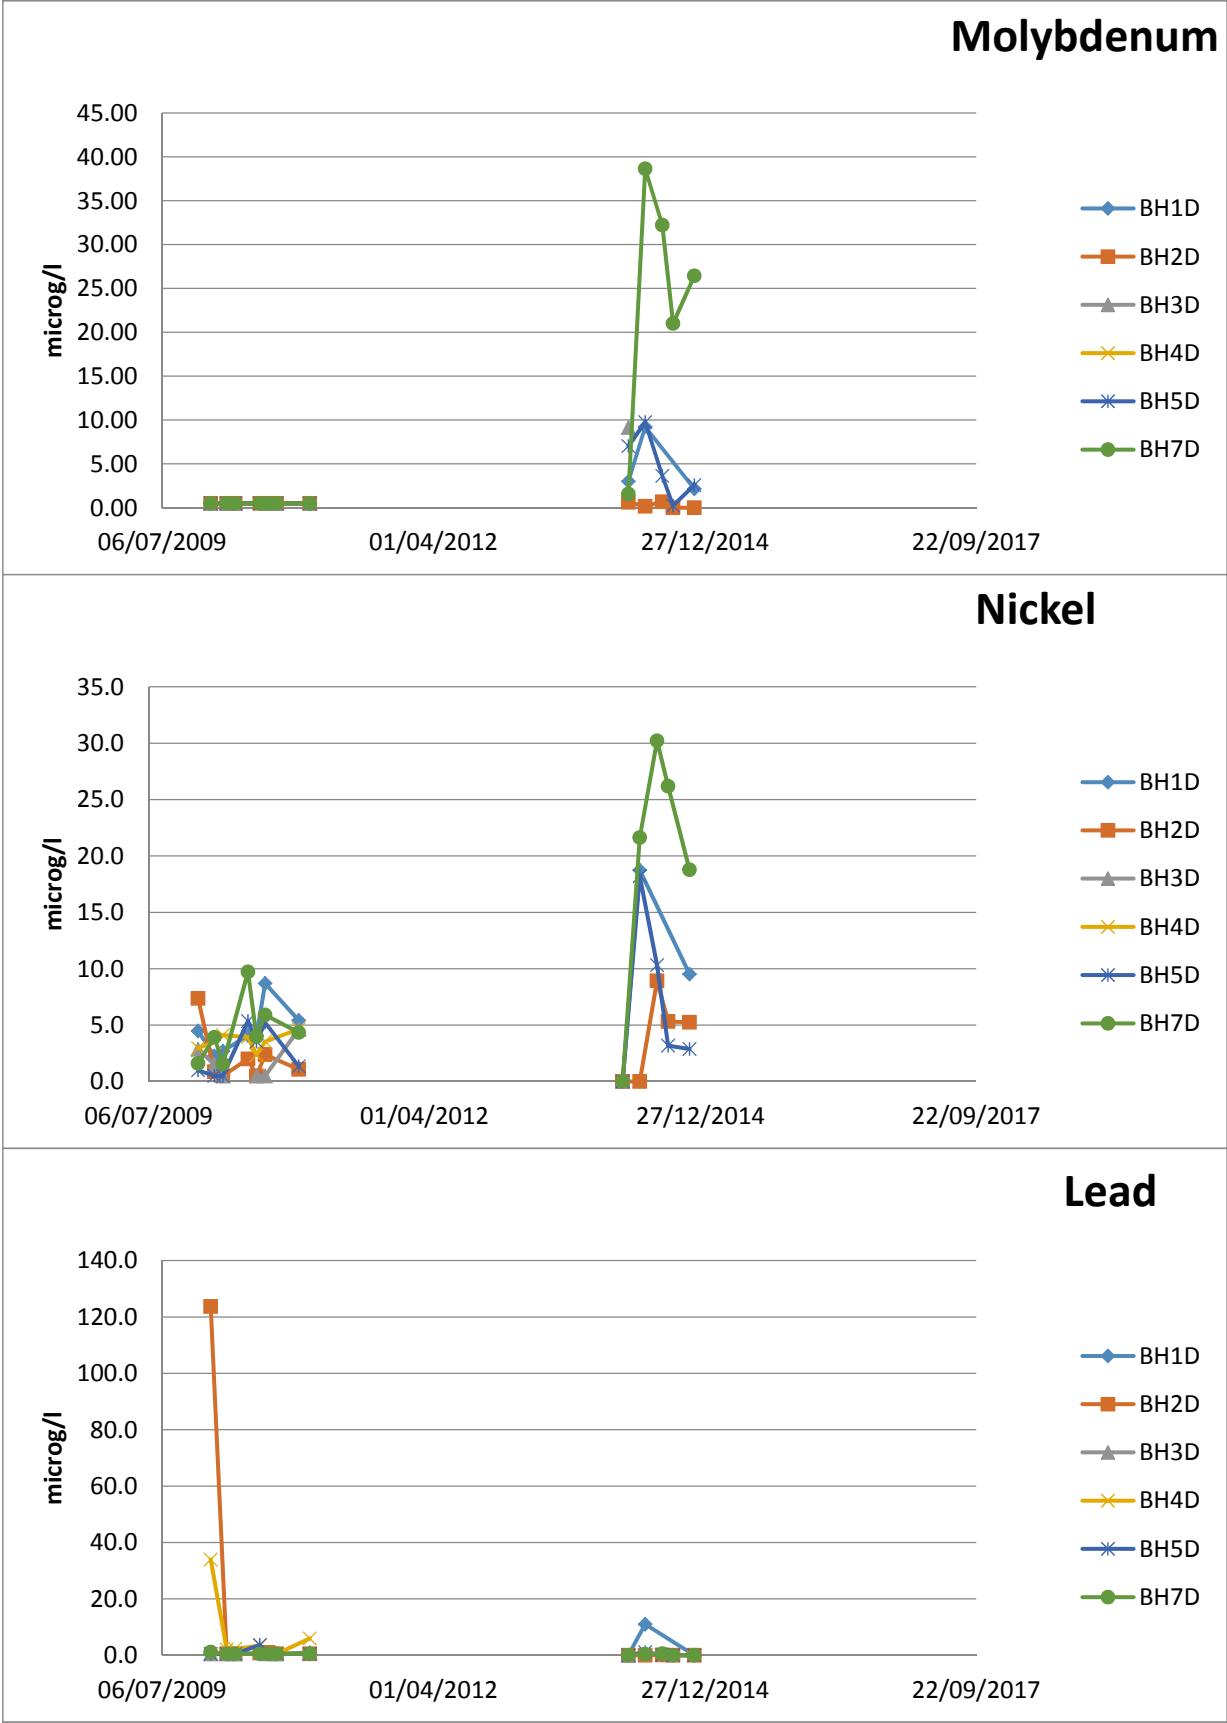 Molybdenum
45.00
40.00
35.00
30.00
25.00
20.00
15.00
10.00
5.00
0.00
microg/l
06/07/2009 01/04/2012 27/12/2014 22/09/2017
BH1D
BH2D
BH3D
BH4D
BH5D
BH7D
Nickel
35.0
30.0
25.0
20.0
15.0
10.0
5.0
0.0
microg/l
06/07/2009 01/04/2012 27/12/2014 22/09/2017
BH1D
BH2D
BH3D
BH4D
BH5D
BH7D
Lead
140.0
120.0
100.0
80.0
60.0
40.0
20.0
0.0
microg/l
06/07/2009 01/04/2012 27/12/2014 22/09/2017
BH1D
BH2D
BH3D
BH4D
BH5D
BH7D